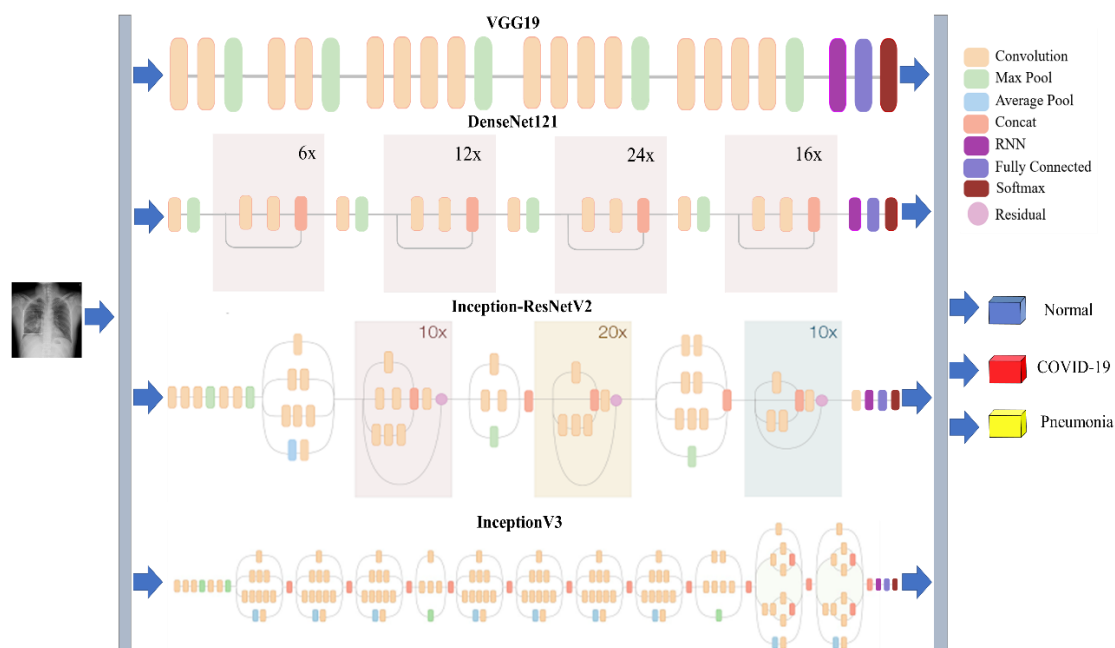 VGG19
DenseNet121
6x
12x
24x
16x
Inception-ResNetV2
10x
20x
10x
InceptionV3
Convolution
Max Pool
Average Pool
Concat
RNN
Fully Connected
Softmax
Residual
Normal
COVID-19
Pneumonia